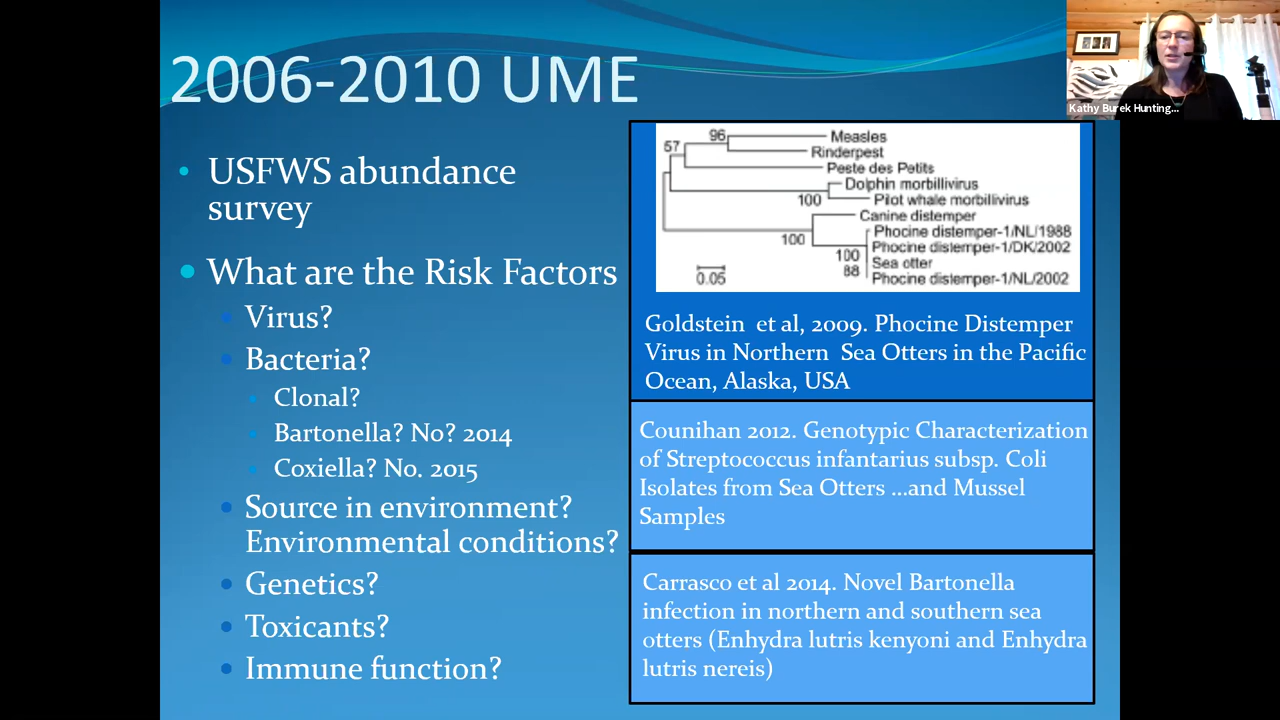 2006-2010 UME
Kathy Burek Hunting...
• USFWS abundance
survey
• What are the Risk Factors
• Virus?
• Bacteria?
• Clonal?
• Bartonella? No? 2014
• Coxiella? No. 2015
• Source in environment?
Environmental conditions?
• Genetics?
• Toxicants?
• Immune function?
96
57
Measles
Rinderpest
Peste des Petits
Dolphin morbillivirus
100
Pilot whale morbillivirus
Canine distemper
100
Phocine distemper-1/NL/1988
100
Phocine distemper-1/DK/2002
88
Sea otter
Phocine distemper-1/NL/2002
0.05
Goldstein et al, 2009. Phocine Distemper
Virus in Northern Sea Otters in the Pacific
Ocean, Alaska, USA
Counihan 2012. Genotypic Characterization
of Streptococcus infantarius subsp. Coli
Isolates from Sea Otters ...and Mussel
Samples
Carrasco et al 2014. Novel Bartonella
infection in northern and southern sea
otters (Enhydra lutris kenyoni and Enhydra
lutris nereis)